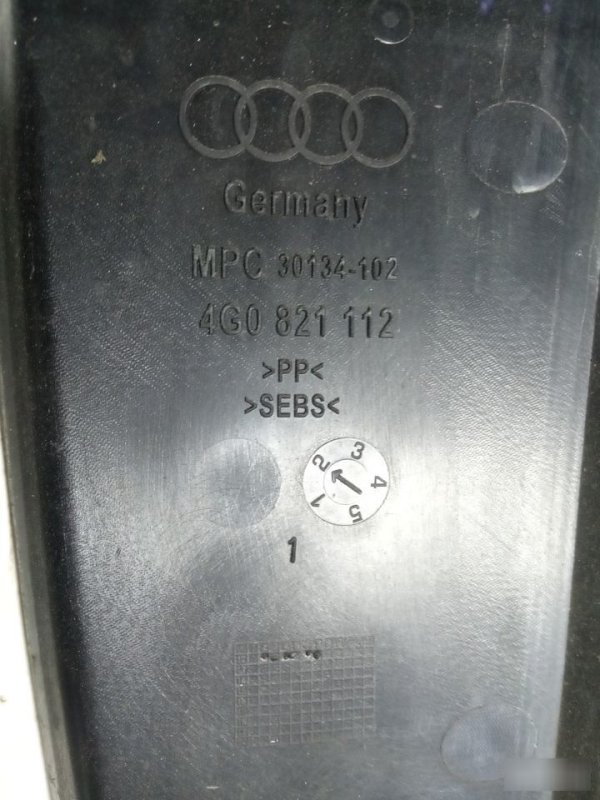 Germany
MPC 30134-102
4G0 821 112
>PP<
>SEBS<
1 2 3 4 5
1